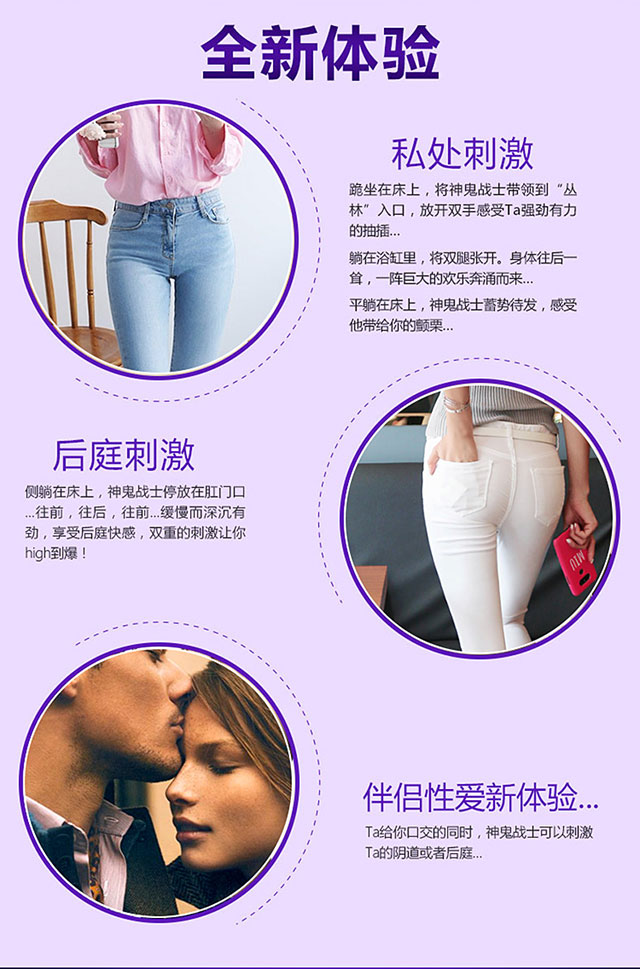 全新体验
私处刺激
跪坐在床上，将神鬼战士带领到“丛
林”入口，放开双手感受Ta强劲有力
的抽插...
躺在浴缸里，将双腿张开。身体往后一
耸，一阵巨大的欢乐奔涌而来...
平躺在床上，神鬼战士蓄势待发，感受
他带给你的颤栗...
后庭刺激
侧躺在床上，神鬼战士停放在肛门口
...往前，往后，往前...缓慢而深沉有
劲，享受后庭快感，双重的刺激让你
high到爆！
伴侣性爱新体验...
Ta给你口交的同时，神鬼战士可以刺激
Ta的阴道或者后庭...